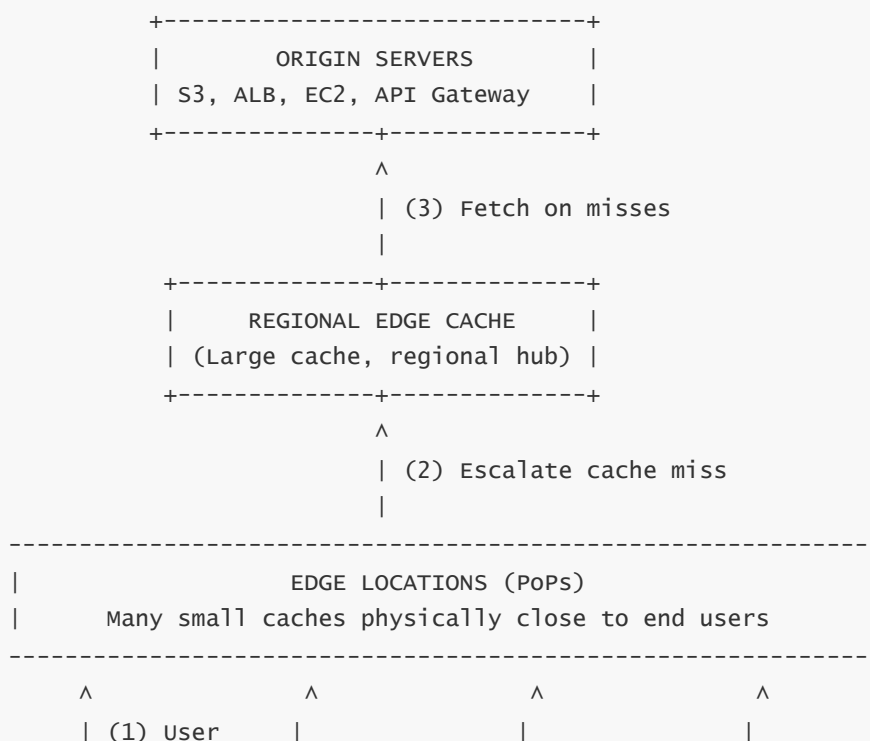 +------------------------------+
|        ORIGIN SERVERS        |
| S3, ALB, EC2, API Gateway    |
+---------------+--------------+
^
| (3) Fetch on misses
|
+--------------+--------------+
|     REGIONAL EDGE CACHE     |
| (Large cache, regional hub) |
+--------------+--------------+
^
| (2) Escalate cache miss
|
-------------------------------------------------------------
|                   EDGE LOCATIONS (PoPs)
|      Many small caches physically close to end users
-------------------------------------------------------------
^               ^               ^               ^
| (1) User     |               |               |